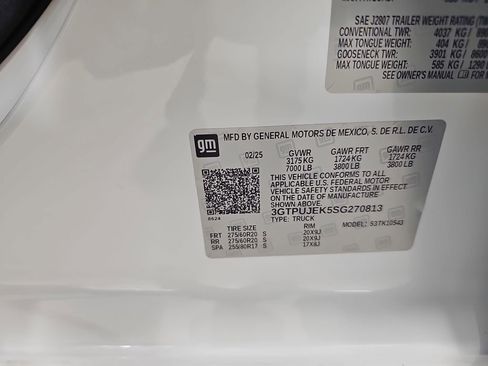 SAE J2807 TRAILER WEIGHT RATING
CONVENTIONAL TWR: 4037 KG /
MAX TONGUE WEIGHT: 404 KG /
GOOSENECK TWR: 3901 KG / 8600
MAX TONGUE WEIGHT: 585 KG / 1290
SEE OWNER'S MANUAL FOR
gm
MFD BY GENERAL MOTORS DE MEXICO, S. DE R.L. DE C.V.
02/25 GVWR GAWR FRT GAWR RR
3175 KG 1724 KG 1724 KG
7000 LB 3800 LB 3800 LB
THIS VEHICLE CONFORMS TO ALL
APPLICABLE U.S. FEDERAL MOTOR
VEHICLE SAFETY STANDARDS IN EFFECT ON
THE DATE OF MANUFACTURE
SHOWN ABOVE.
3GTPUJEK5SG270813
TYPE: TRUCK
TIRE SIZE RIM MODEL: 53TK10543
FRT 275/60R20 S 20X9J
RR 275/60R20 S 20X9J
SPA 255/80R17 S 17X8J